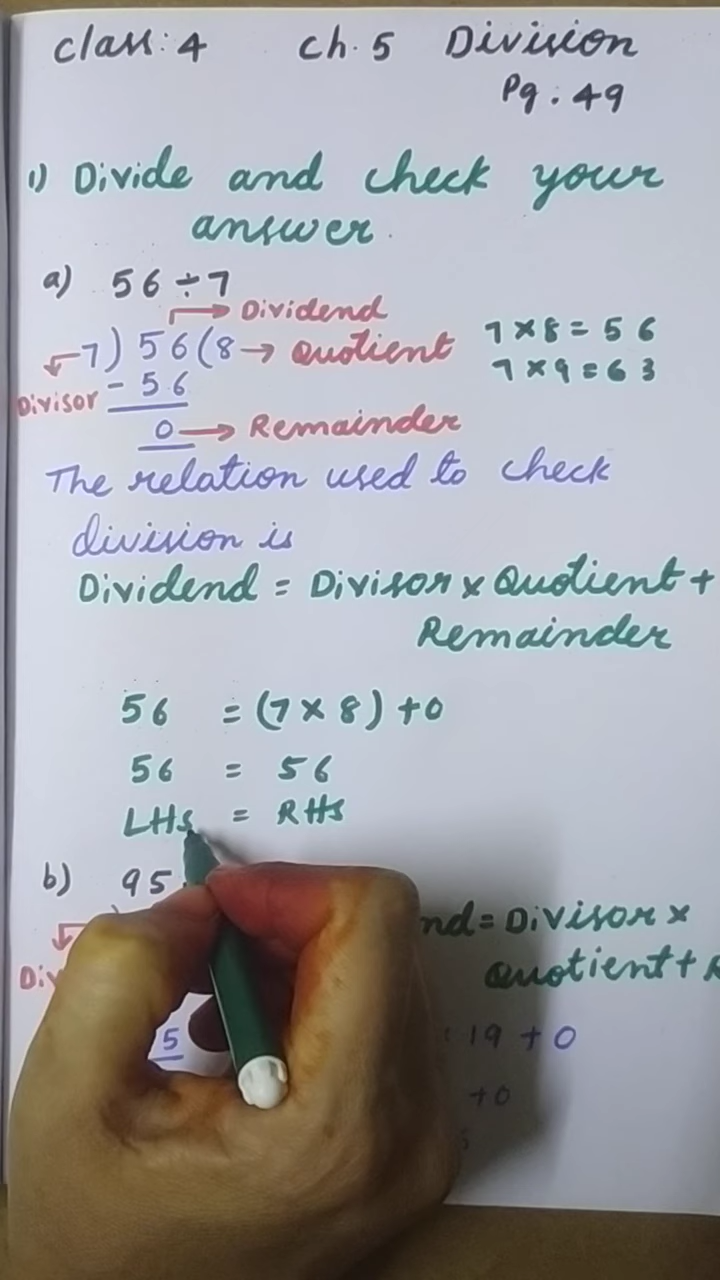 Class: 4 Ch. 5 Division
Pg. 49
1) Divide and check your
answer.
a) 56 ÷ 7
Dividend
7) 56 (8 → Quotient
7 × 8 = 56
7 × 9 = 63
Divisor - 56
0 → Remainder
The relation used to check
division is
Dividend = Divisor × Quotient +
Remainder
56 = (7 × 8) + 0
56 = 56
LHS = RHS
b) 95
= Divisor ×
Quotient +
5
19 + 0
+0